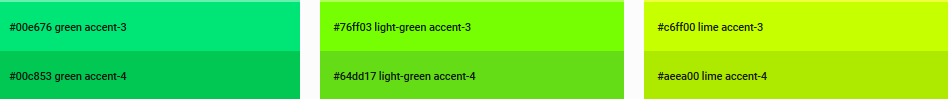 #00e676 green accent-3
#00c853 green accent-4
#76ff03 light-green accent-3
#64dd17 light-green accent-4
#c6ff00 lime accent-3
#aeea00 lime accent-4